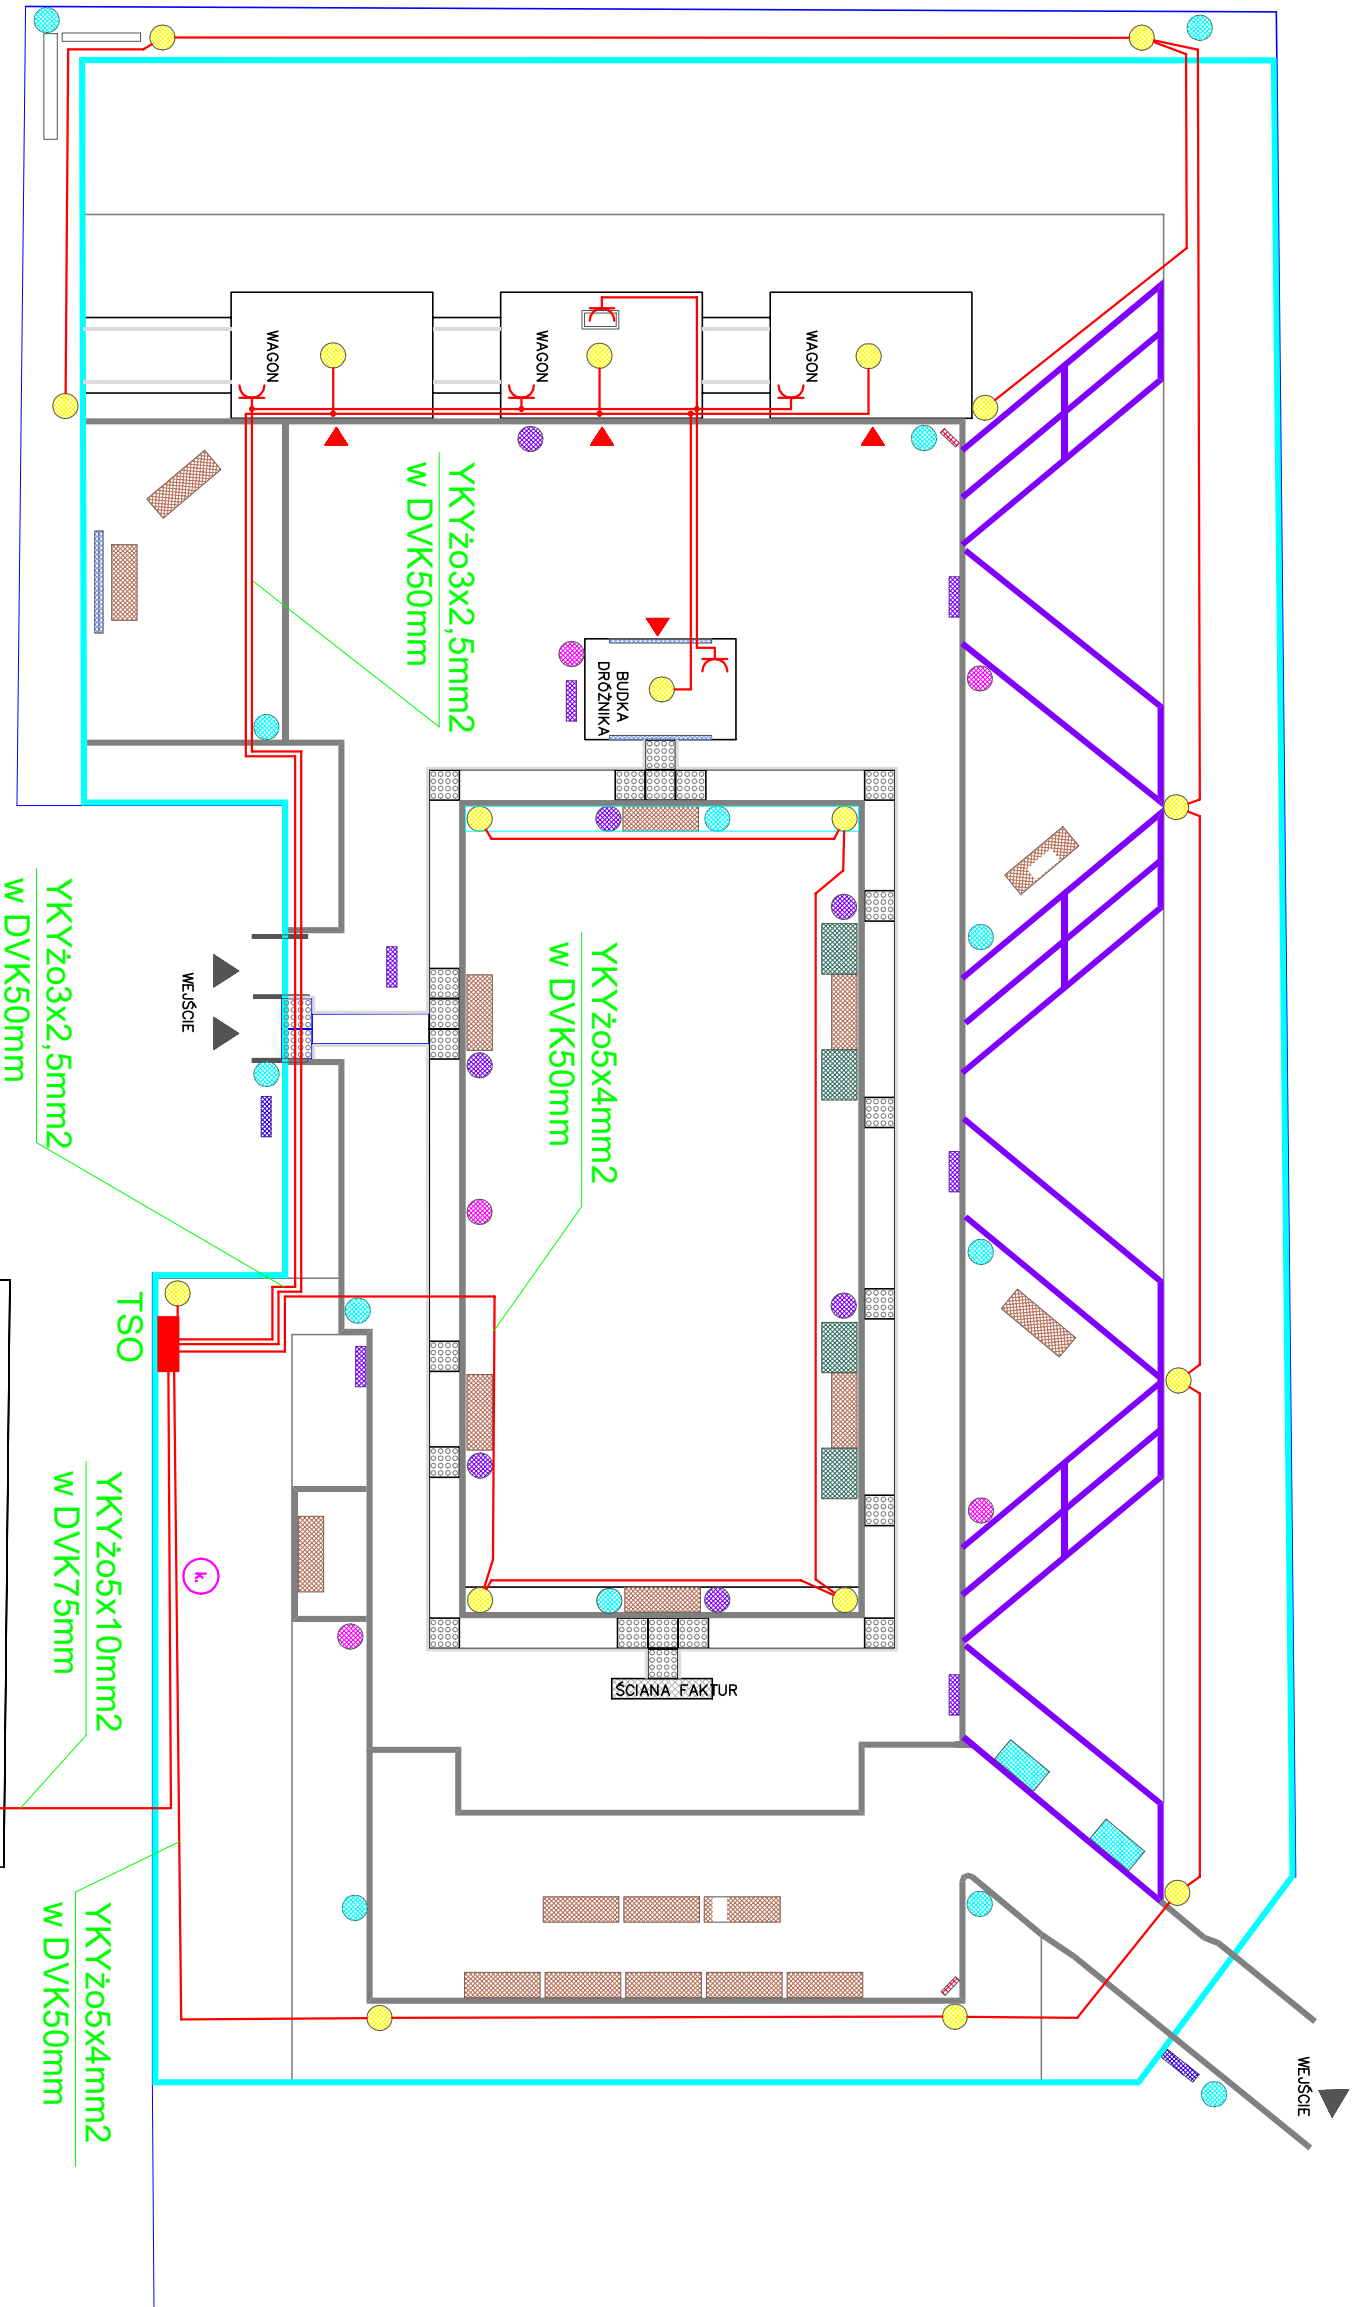 WAGON
WAGON
WAGON
YKYżo3x2,5mm2
w DVK50mm
BUDKA
DRÓŻNIKA
YKYżo3x2,5mm2
w DVK50mm
WEJŚCIE
YKYżo5x4mm2
w DVK50mm
TSO
YKYżo5x10mm2
w DVK75mm
k.
ŚCIANA FAKTUR
YKYżo5x4mm2
w DVK50mm
WEJŚCIE